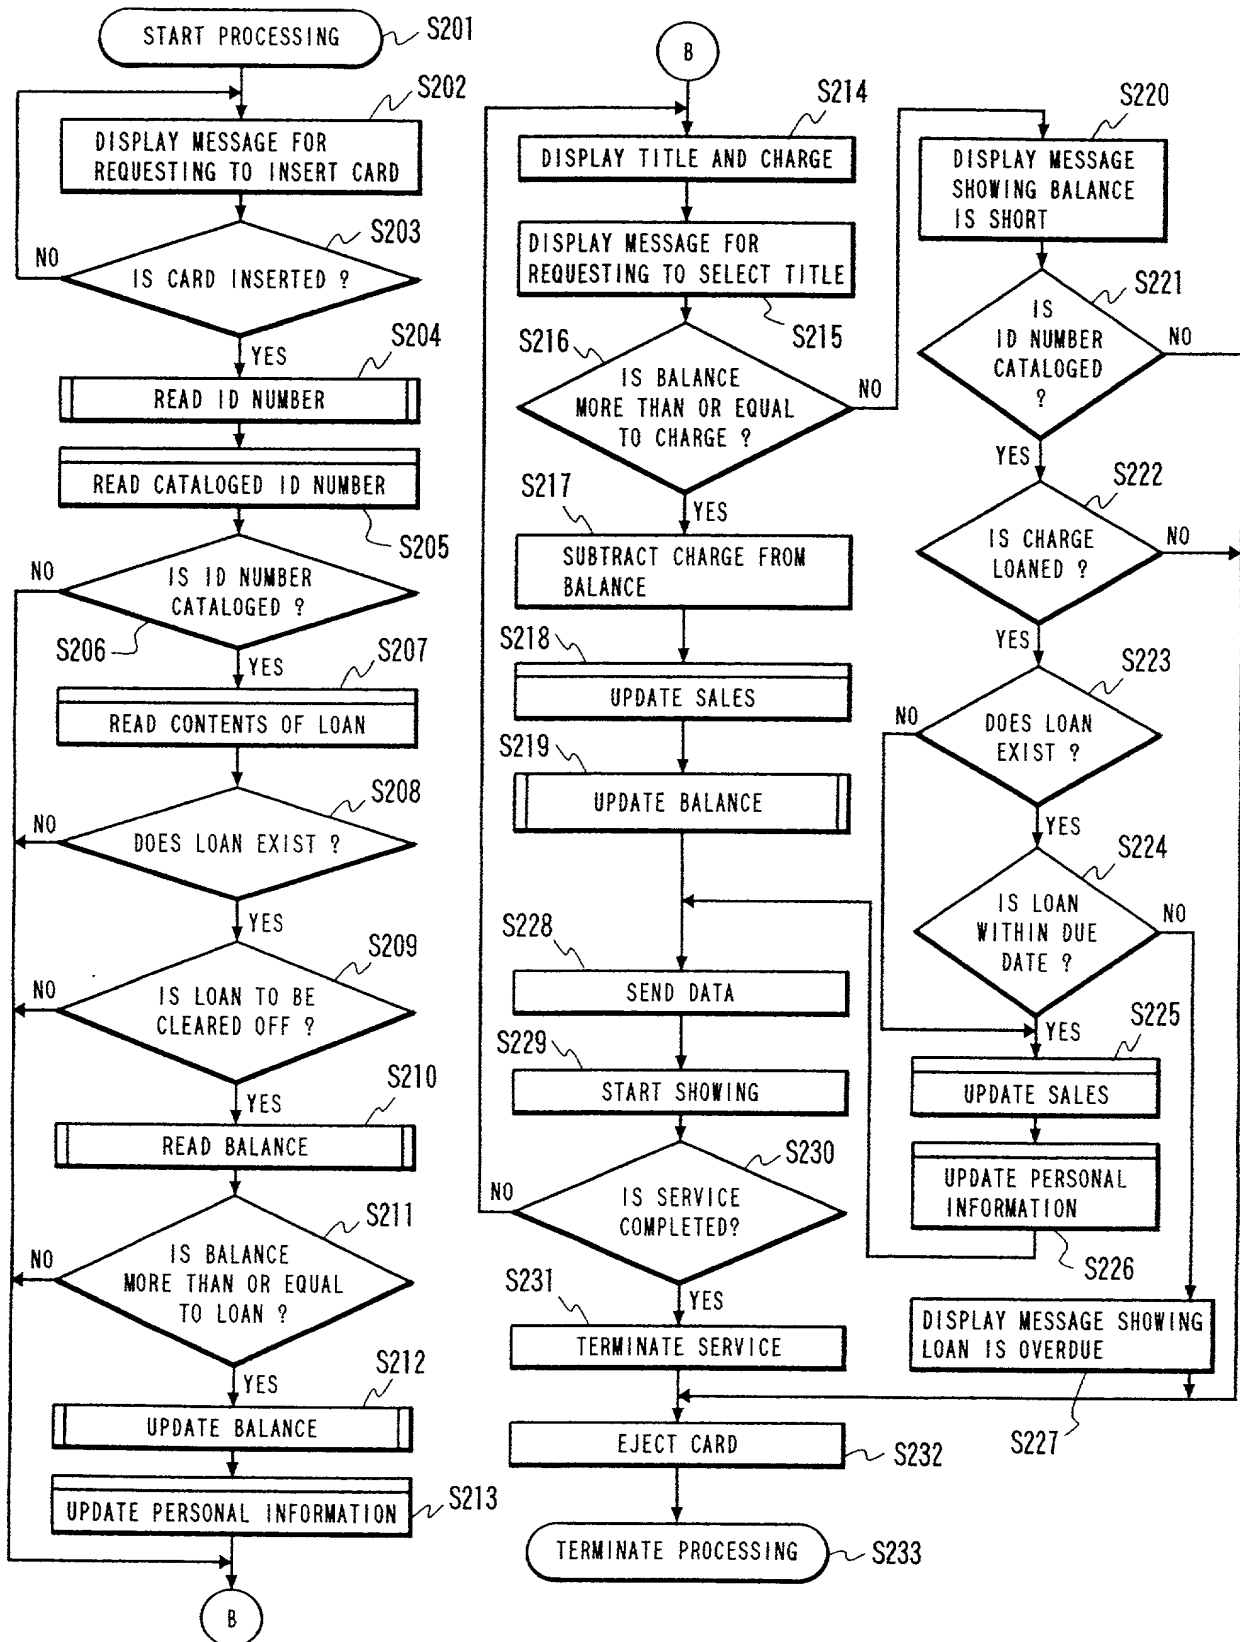 START PROCESSING
S201
S202
DISPLAY MESSAGE FOR
REQUESTING TO INSERT CARD
S203
NO
IS CARD INSERTED ?
YES
S204
READ ID NUMBER
READ CATALOGED ID NUMBER
S205
NO
IS ID NUMBER
CATALOGED ?
S206
YES
S207
READ CONTENTS OF LOAN
S208
NO
DOES LOAN EXIST ?
YES
S209
NO
IS LOAN TO BE
CLEARED OFF ?
YES
S210
READ BALANCE
S211
NO
IS BALANCE
MORE THAN OR EQUAL
TO LOAN ?
YES
S212
UPDATE BALANCE
UPDATE PERSONAL INFORMATION
S213
B
B
S214
DISPLAY TITLE AND CHARGE
DISPLAY MESSAGE FOR
REQUESTING TO SELECT TITLE
S215
S216
IS BALANCE
MORE THAN OR EQUAL
TO CHARGE ?
NO
YES
S217
SUBTRACT CHARGE FROM
BALANCE
S218
UPDATE SALES
S219
UPDATE BALANCE
S228
SEND DATA
S229
START SHOWING
S230
NO
IS SERVICE
COMPLETED?
YES
S231
TERMINATE SERVICE
EJECT CARD
S232
TERMINATE PROCESSING
S233
S220
DISPLAY MESSAGE
SHOWING BALANCE
IS SHORT
S221
IS
ID NUMBER
CATALOGED
?
NO
YES
S222
IS CHARGE
LOANED ?
NO
YES
S223
NO
DOES LOAN
EXIST ?
YES
S224
IS LOAN
WITHIN DUE
DATE ?
NO
YES
S225
UPDATE SALES
UPDATE PERSONAL
INFORMATION
S226
DISPLAY MESSAGE SHOWING
LOAN IS OVERDUE
S227